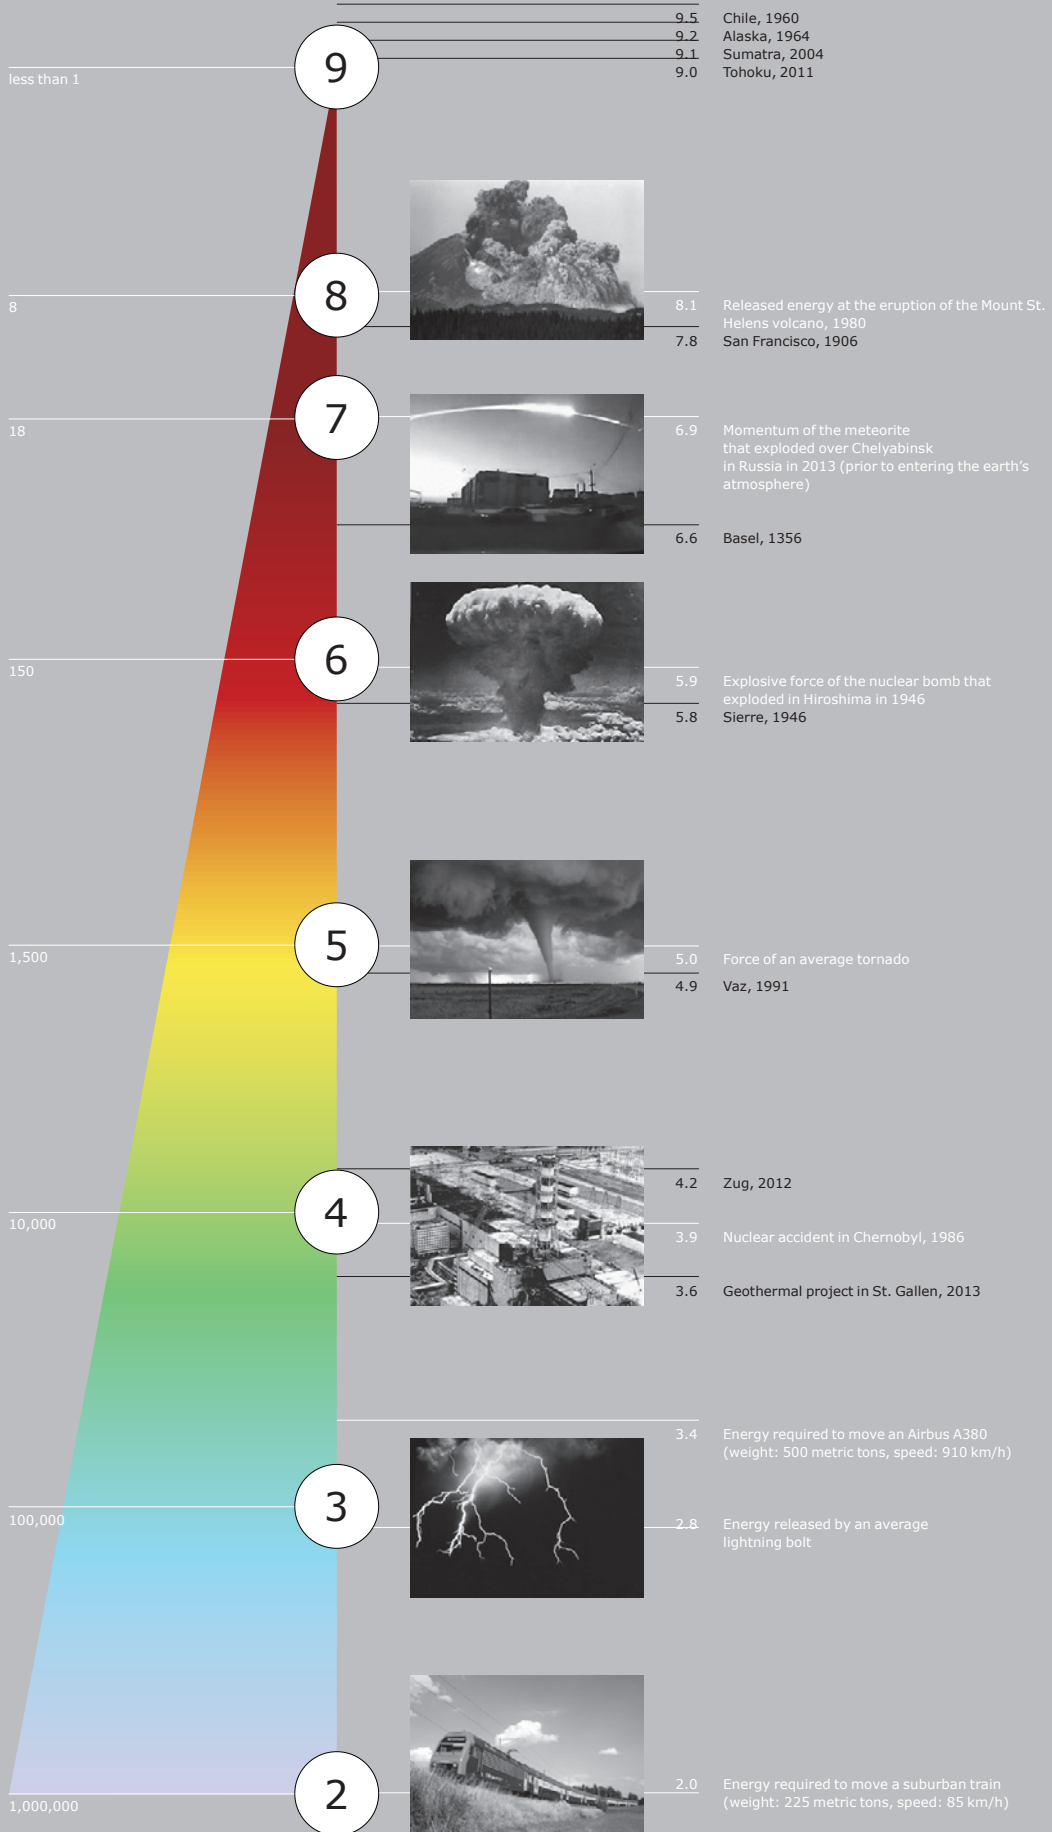 9.5 Chile, 1960
9.2 Alaska, 1964
9.1 Sumatra, 2004
9.0 Tohoku, 2011
less than 1
9
8
8
8.1 Released energy at the eruption of the Mount St.
Helens volcano, 1980
7.8 San Francisco, 1906
18
7
6.9 Momentum of the meteorite
that exploded over Chelyabinsk
in Russia in 2013 (prior to entering the earth's
atmosphere)
6.6 Basel, 1356
150
6
5.9 Explosive force of the nuclear bomb that
exploded in Hiroshima in 1946
5.8 Sierre, 1946
1,500
5
5.0 Force of an average tornado
4.9 Vaz, 1991
4.2 Zug, 2012
10,000
4
3.9 Nuclear accident in Chernobyl, 1986
3.6 Geothermal project in St. Gallen, 2013
3.4 Energy required to move an Airbus A380
(weight: 500 metric tons, speed: 910 km/h)
100,000
3
2.8 Energy released by an average
lightning bolt
1,000,000
2
2.0 Energy required to move a suburban train
(weight: 225 metric tons, speed: 85 km/h)